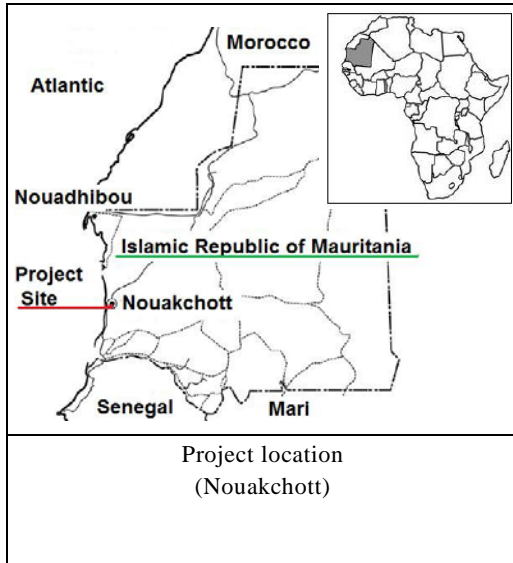 Morocco
Atlantic
Nouadhibou
Islamic Republic of Mauritania
Project
Site
Nouakchott
Senegal
Mari
Project location
(Nouakchott)